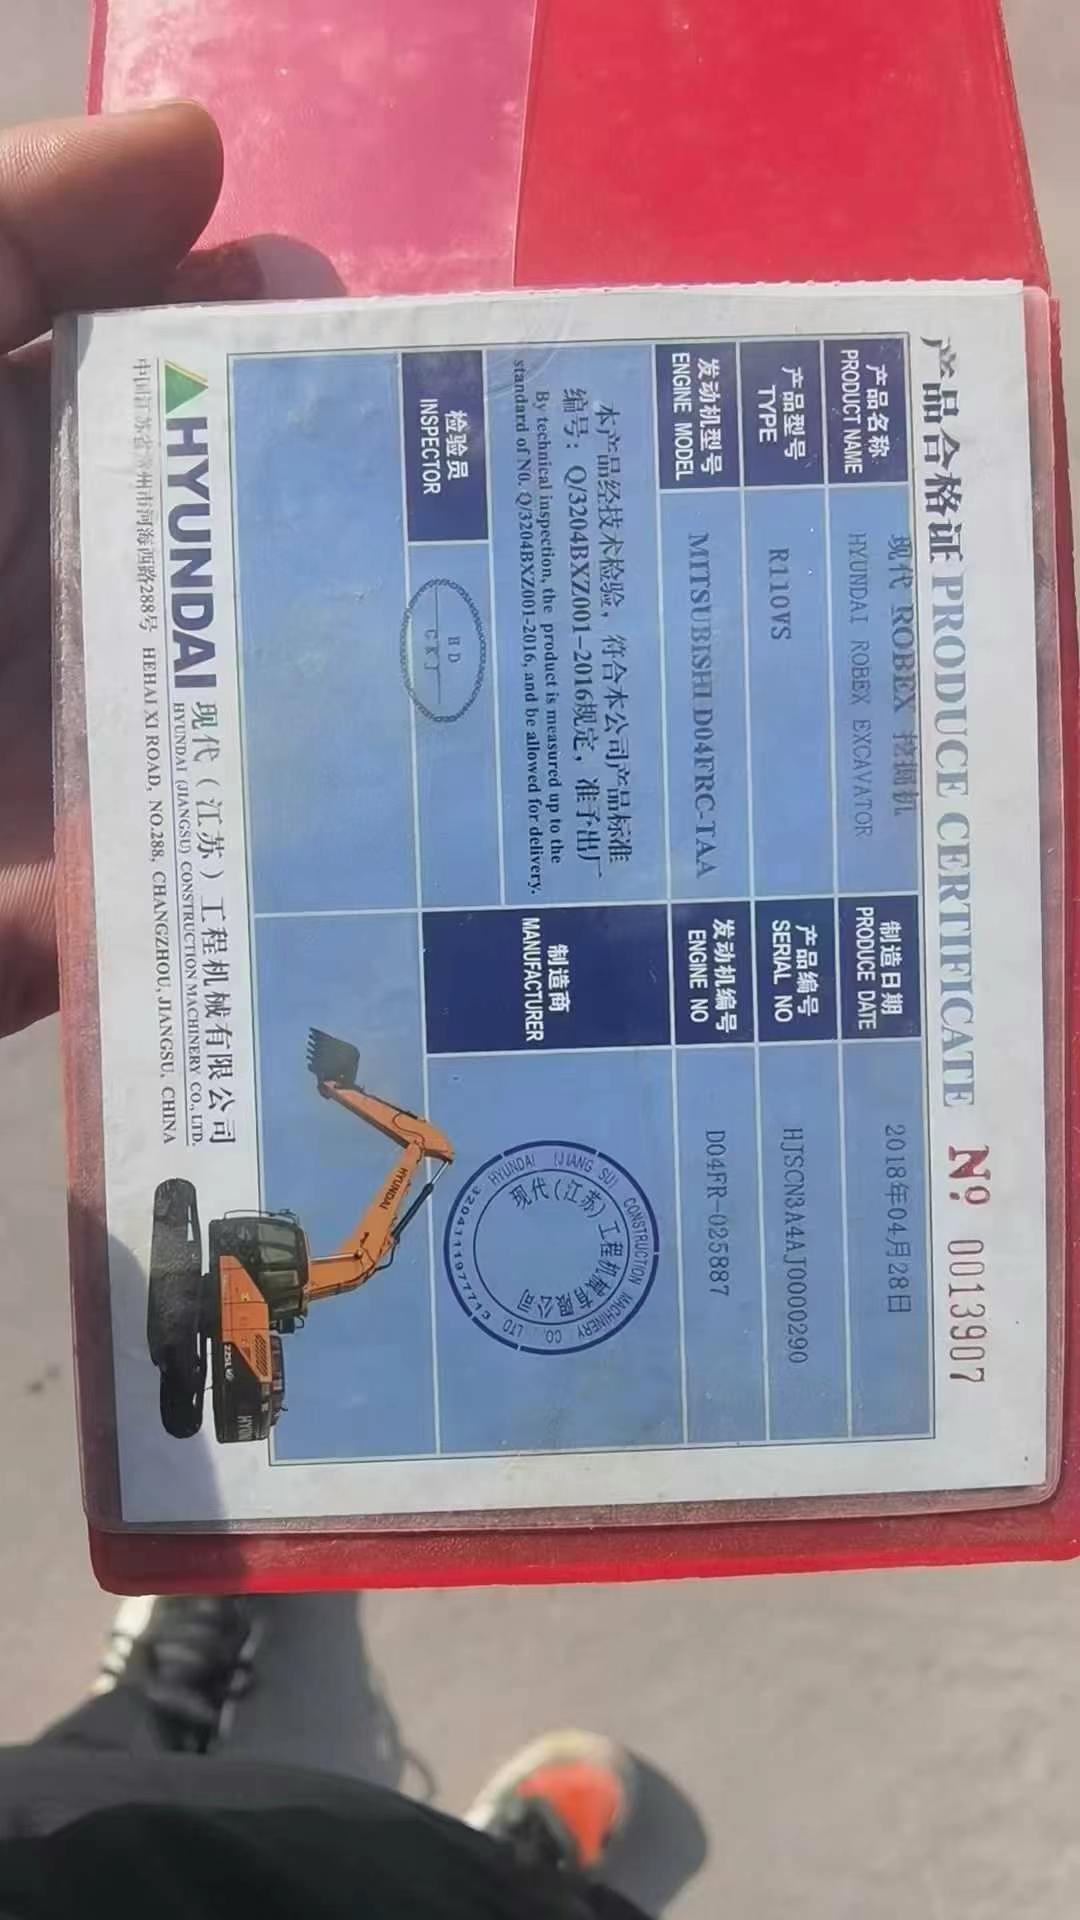 产品合格证 PRODUCE CERTIFICATE № 0013907
产品名称
PRODUCT NAME
现代 ROBEX 挖掘机
HYUNDAI ROBEX EXCAVATOR
制造日期
PRODUCE DATE
2018年04月28日
产品型号
TYPE
R110VS
产品编号
SERIAL NO
HJSCN3A4AJ0000290
发动机型号
ENGINE MODEL
MITSUBISHI D04FRC-TAA
发动机编号
ENGINE NO
D04FR-025887
本产品经技术检验，符合本公司产品标准
编号：Q/3204BXZ001-2016规定，准予出厂
By technical inspection, the product is measured up to the
standard of N0. Q/3204BXZ001-2016, and be allowed for delivery.
制造商
MANUFACTURER
HYUNDAI (JIANG SU) CONSTRUCTION MACHINERY CO., LTD
现代(江苏)工程机械有限公司
3204111977713
检验员
INSPECTOR
HD
CKJ
HYUNDAI
225L
HYUNDAI 现代（江苏）工程机械有限公司
HYUNDAI (JIANGSU) CONSTRUCTION MACHINERY CO., LTD.
中国江苏省常州市河海西路288号 HEHAI XI ROAD, NO.288, CHANGZHOU, JIANGSU, CHINA